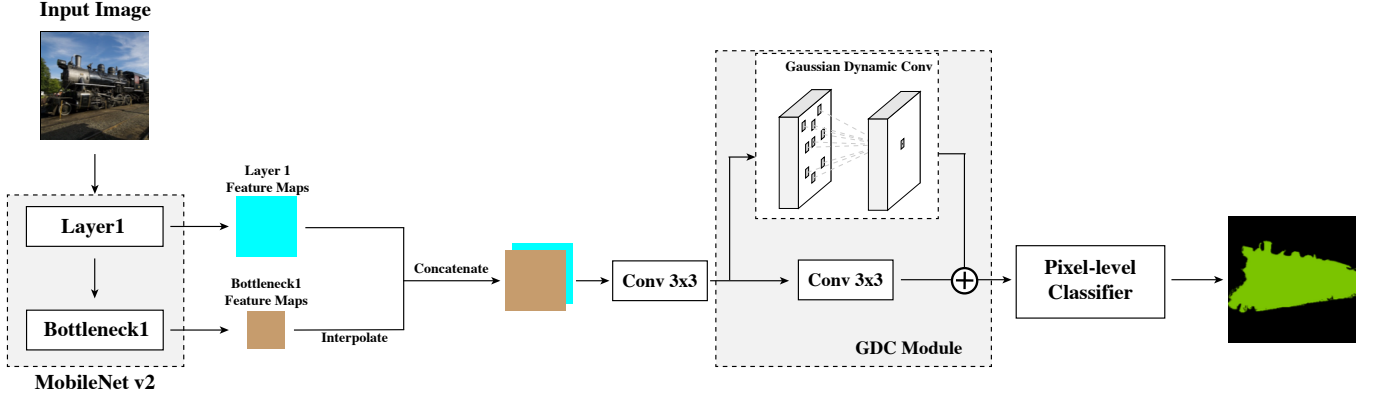 Input Image
Layer1
Bottleneck1
MobileNet v2
Layer 1
Feature Maps
Bottleneck1
Feature Maps
Interpolate
Concatenate
Conv 3x3
Gaussian Dynamic Conv
Conv 3x3
GDC Module
Pixel-level
Classifier